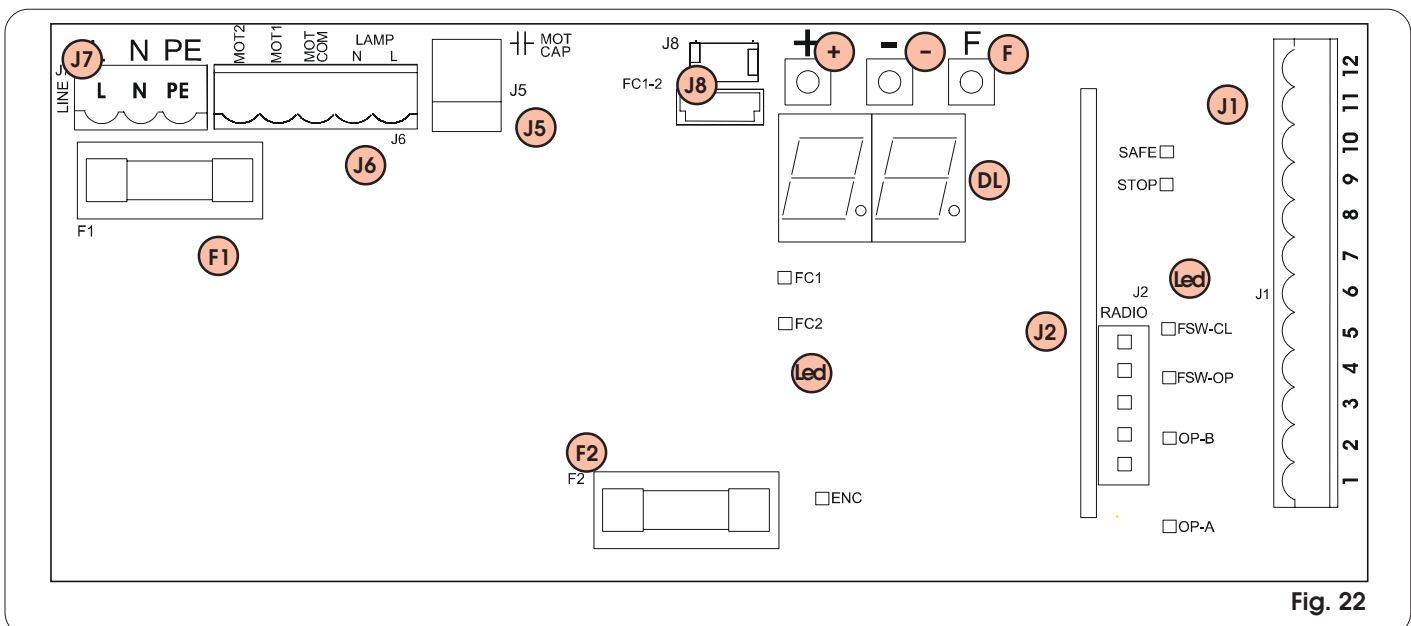 J7
N PE
LINE
L N PE
MOT2
MOT1
MOT COM
LAMP
N L
J6
J6
MOT
CAP
J5
J5
J8
FC1-2
J8
+ +
- -
F F
DL
F1
F1
FC1
FC2
Led
F2
F2
ENC
SAFE
STOP
J2
RADIO
J2
Led
FSW-CL
FSW-OP
OP-B
OP-A
J1
J1
12
11
10
9
8
7
6
5
4
3
2
1
Fig. 22